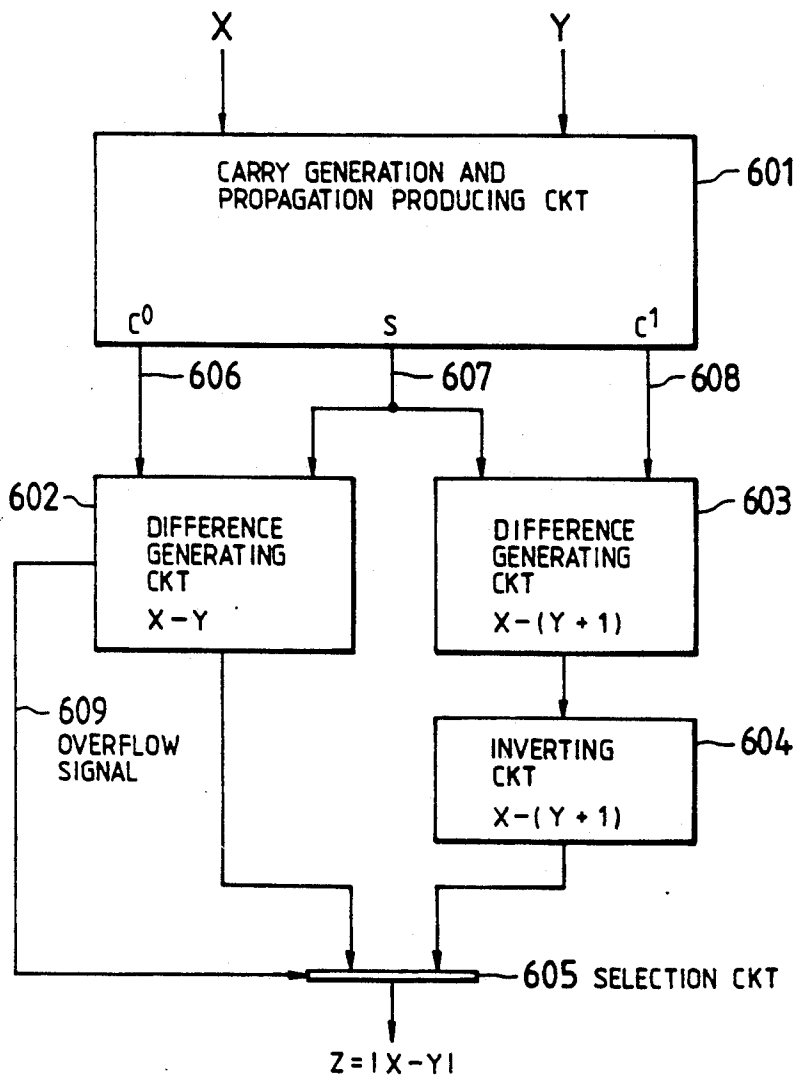 X Y
CARRY GENERATION AND
PROPAGATION PRODUCING CKT
601
C⁰ S C¹
606 607 608
602
DIFFERENCE
GENERATING
CKT
X-Y
DIFFERENCE
GENERATING
CKT
X-(Y+1)
603
609
OVERFLOW
SIGNAL
INVERTING
CKT
X-(Y+1)
604
605 SELECTION CKT
Z=|X-Y|